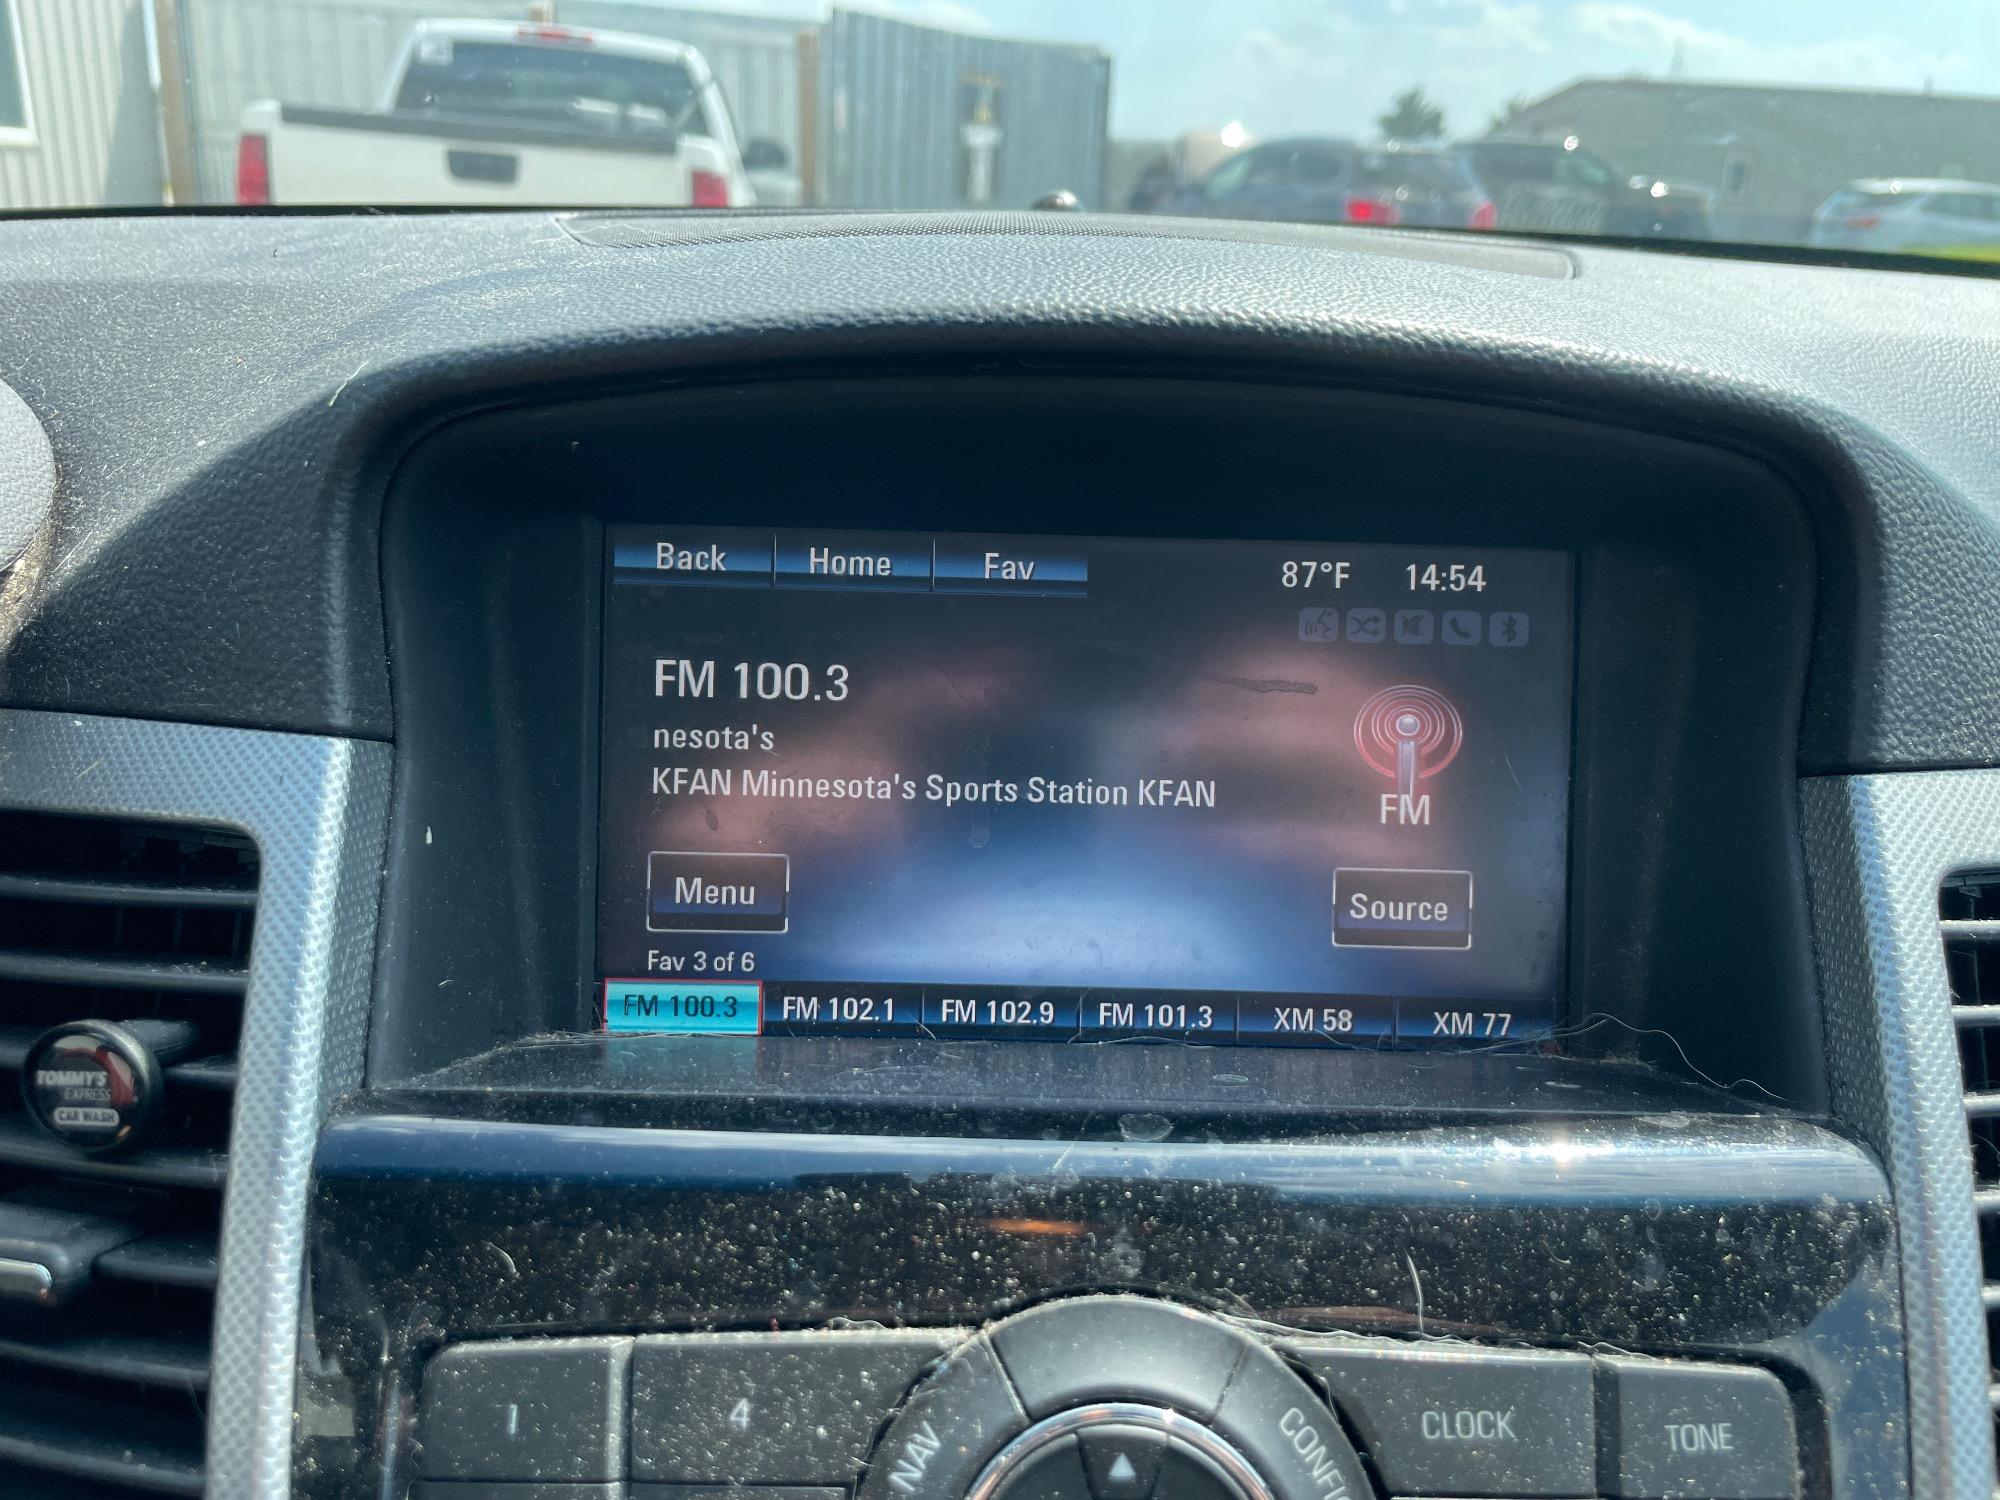 Back Home Fav 87°F 14:54
FM 100.3
nesota's
KFAN Minnesota's Sports Station KFAN
FM
Menu
Source
Fav 3 of 6
FM 100.3 FM 102.1 FM 102.9 FM 101.3 XM 58 XM 77
TOMMY'S
EXPRESS
CAR WASH
1 4 NAV CONFIG CLOCK TONE